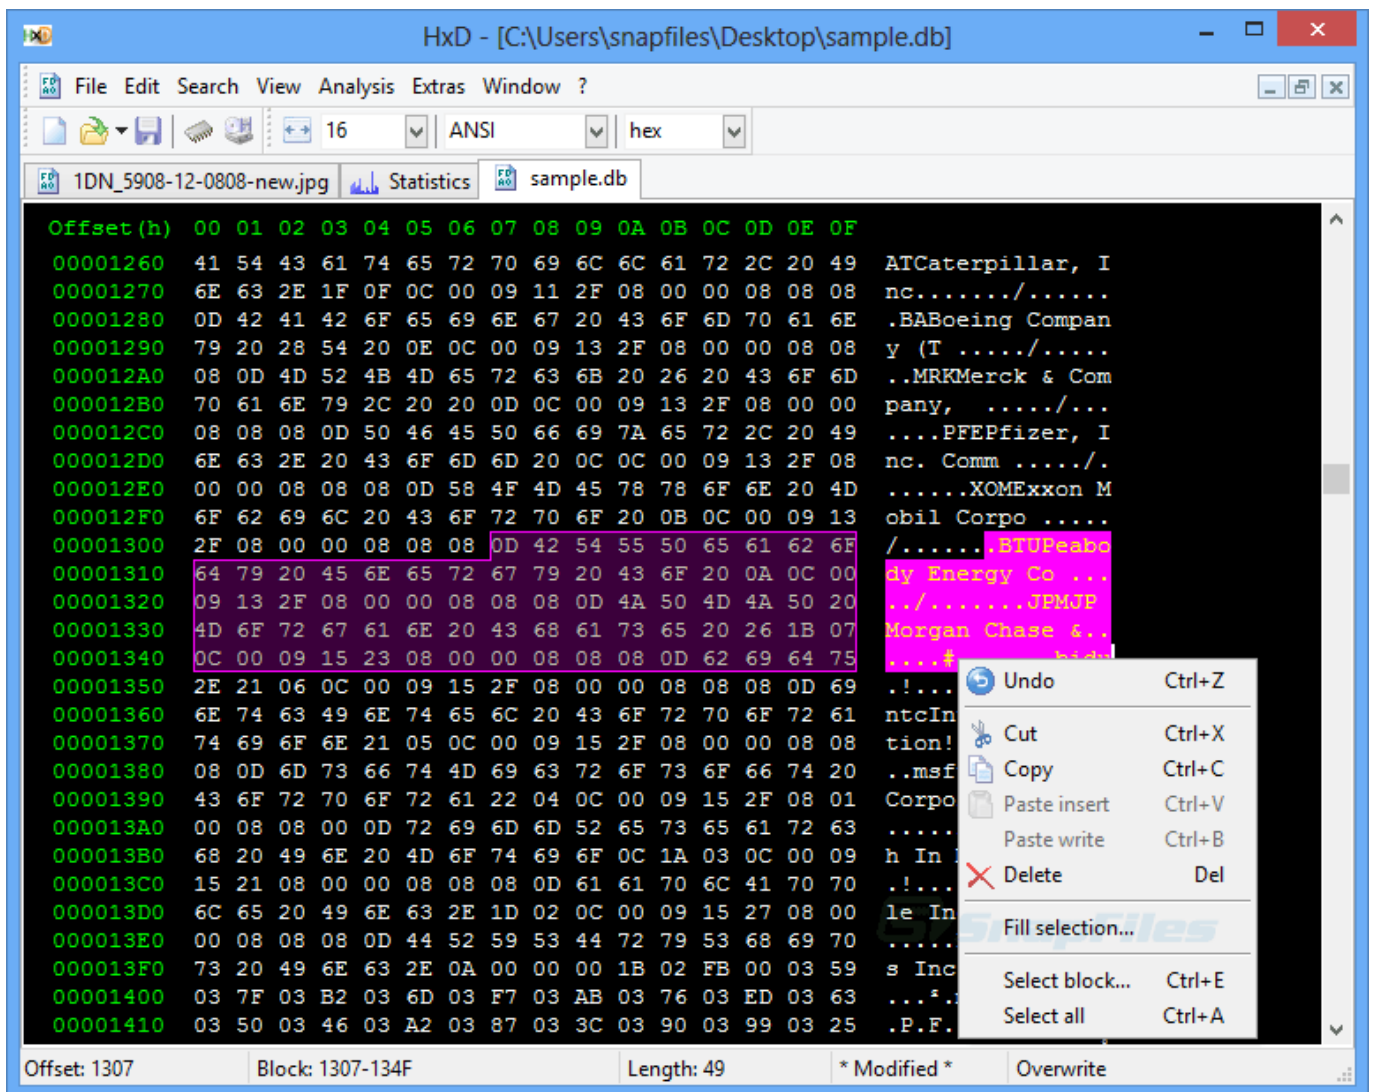 HxD - [C:\Users\snapfiles\Desktop\sample.db]
File Edit Search View Analysis Extras Window ?
16 ANSI hex
1DN_5908-12-0808-new.jpg Statistics sample.db
Offset(h) 00 01 02 03 04 05 06 07 08 09 0A 0B 0C 0D 0E 0F
00001260 41 54 43 61 74 65 72 70 69 6C 6C 61 72 2C 20 49 ATCaterpillar, I
00001270 6E 63 2E 1F 0F 0C 00 09 11 2F 08 00 00 08 08 08 nc......./......
00001280 0D 42 41 42 6F 65 69 6E 67 20 43 6F 6D 70 61 6E .BABoeing Compan
00001290 79 20 28 54 20 0E 0C 00 09 13 2F 08 00 00 08 08 y (T ...../.....
000012A0 08 0D 4D 52 4B 4D 65 72 63 6B 20 26 20 43 6F 6D ..MRKMerck & Com
000012B0 70 61 6E 79 2C 20 20 0D 0C 00 09 13 2F 08 00 00 pany,  ...../...
000012C0 08 08 08 0D 50 46 45 50 66 69 7A 65 72 2C 20 49 ....PFEPfizer, I
000012D0 6E 63 2E 20 43 6F 6D 6D 20 0C 0C 00 09 13 2F 08 nc. Comm ...../.
000012E0 00 00 08 08 08 0D 58 4F 4D 45 78 78 6F 6E 20 4D ......XOMExxon M
000012F0 6F 62 69 6C 20 43 6F 72 70 6F 20 0B 0C 00 09 13 obil Corpo .....
00001300 2F 08 00 00 08 08 08 0D 42 54 55 50 65 61 62 6F /.......BTUPeabo
00001310 64 79 20 45 6E 65 72 67 79 20 43 6F 20 0A 0C 00 dy Energy Co ...
00001320 09 13 2F 08 00 00 08 08 08 0D 4A 50 4D 4A 50 20 ../.......JPMJP
00001330 4D 6F 72 67 61 6E 20 43 68 61 73 65 20 26 1B 07 Morgan Chase &..
00001340 0C 00 09 15 23 08 00 00 08 08 08 0D 62 69 64 75 ....#.......bidu
00001350 2E 21 D6 0C 00 09 15 2F 08 00 00 08 08 08 0D 69 .!...
00001360 6E 74 63 49 6E 74 65 6C 20 43 6F 72 70 6F 72 61 ntcIn
00001370 74 69 6F 6E 21 05 0C 00 09 15 2F 08 00 00 08 08 tion!
00001380 08 0D 6D 73 66 74 4D 69 63 72 6F 73 6F 66 74 20 ..msf
00001390 43 6F 72 70 6F 72 61 22 04 0C 00 09 15 2F 08 01 Corpo
000013A0 00 08 08 00 0D 72 69 6D 6D 52 65 73 65 61 72 63 .....
000013B0 68 20 49 6E 20 4D 6F 74 69 6F 0C 1A 03 0C 00 09 h In
000013C0 15 21 08 00 00 08 08 08 0D 61 61 70 6C 41 70 70 .!...
000013D0 6C 65 20 49 6E 63 2E 1D 02 0C 00 09 15 27 08 00 le In
000013E0 00 08 08 08 0D 44 52 59 53 44 72 79 53 68 69 70 .....
000013F0 73 20 49 6E 63 2E 0A 00 00 00 1B 02 FB 00 03 59 s Inc
00001400 03 7F 03 B2 03 6D 03 F7 03 AB 03 76 03 ED 03 63 ...².
00001410 03 50 03 46 03 A2 03 87 03 3C 03 90 03 99 03 25 .P.F.
Undo Ctrl+Z
Cut Ctrl+X
Copy Ctrl+C
Paste insert Ctrl+V
Paste write Ctrl+B
Delete Del
Fill selection...
Select block... Ctrl+E
Select all Ctrl+A
SnapFiles
Offset: 1307 Block: 1307-134F Length: 49 * Modified * Overwrite